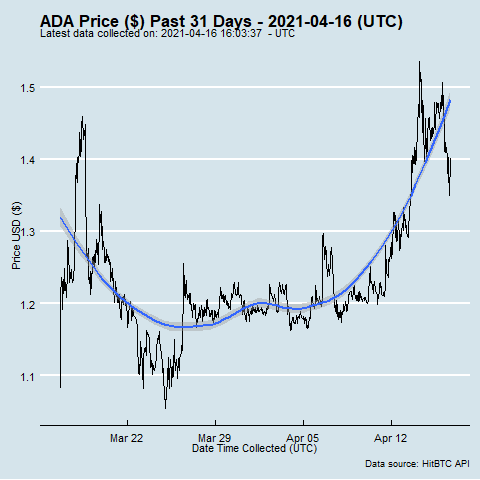 ADA Price ($) Past 31 Days - 2021-04-16 (UTC)
Latest data collected on: 2021-04-16 16:03:37 - UTC
1.5
1.4
1.3
1.2
1.1
Price USD ($)
Mar 22 Mar 29 Apr 05 Apr 12
Date Time Collected (UTC)
Data source: HitBTC API